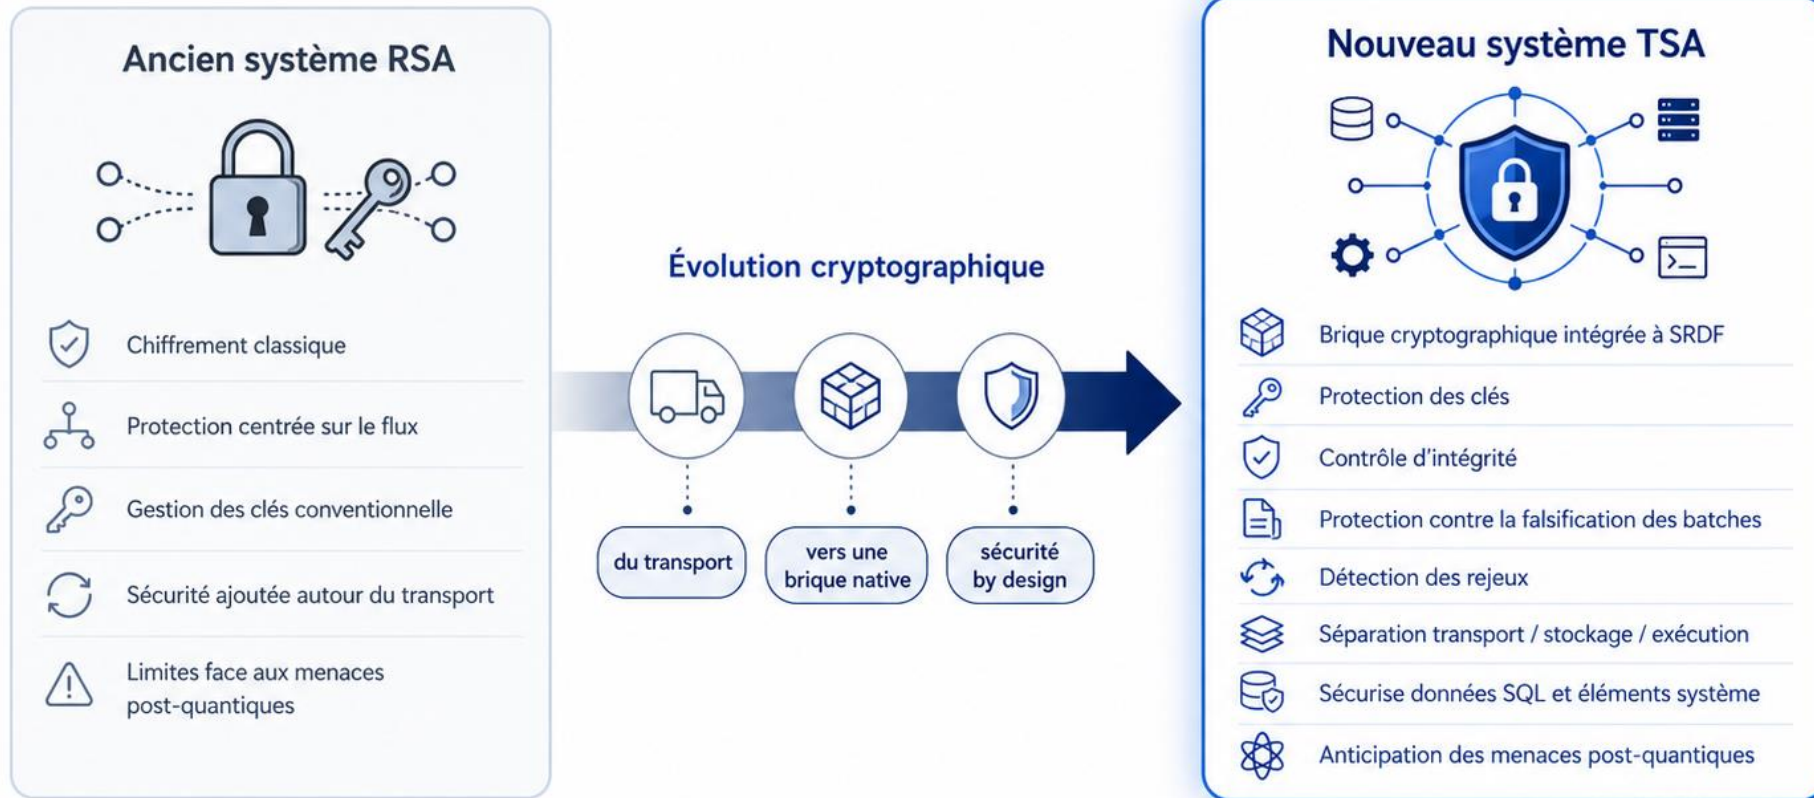 Ancien système RSA
Chiffrement classique
Protection centrée sur le flux
Gestion des clés conventionnelle
Sécurité ajoutée autour du transport
Limites face aux menaces
post-quantiques
Évolution cryptographique
du transport
vers une
brique native
sécurité
by design
Nouveau système TSA
Brique cryptographique intégrée à SRDF
Protection des clés
Contrôle d'intégrité
Protection contre la falsification des batches
Détection des rejeux
Séparation transport / stockage / exécution
Sécurise données SQL et éléments système
Anticipation des menaces post-quantiques